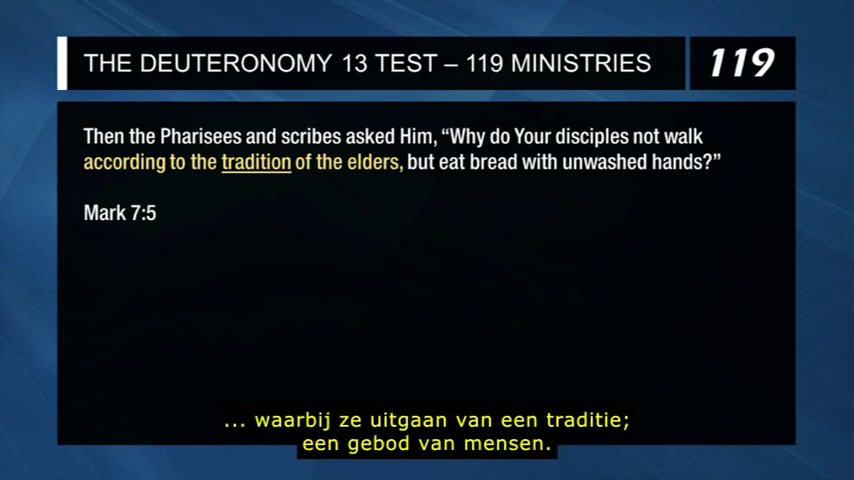 THE DEUTERONOMY 13 TEST – 119 MINISTRIES
119
Then the Pharisees and scribes asked Him, “Why do Your disciples not walk
according to the tradition of the elders, but eat bread with unwashed hands?”
Mark 7:5
... waarbij ze uitgaan van een traditie;
een gebod van mensen.